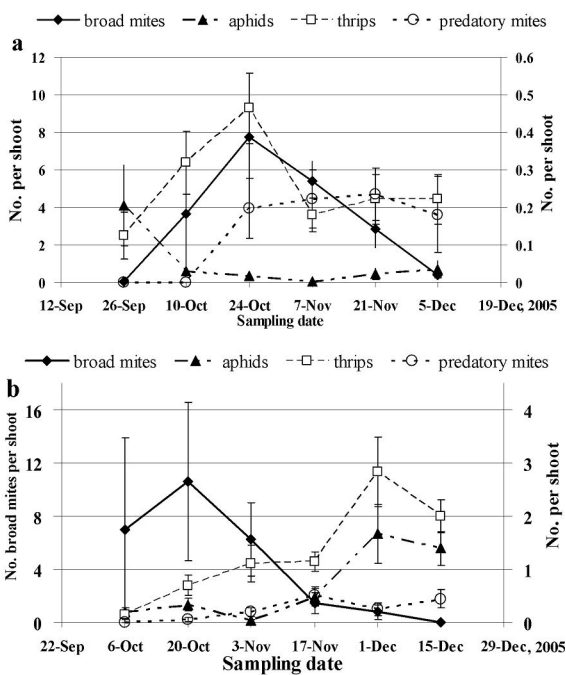 broad mites aphids thrips predatory mites
a
12 0.6
10 0.5
8 0.4
6 0.3
4 0.2
2 0.1
0 0
No. per shoot
No. per shoot
12-Sep 26-Sep 10-Oct 24-Oct 7-Nov 21-Nov 5-Dec 19-Dec, 2005
Sampling date
broad mites aphids thrips predatory mites
b
16 4
12 3
8 2
4 1
0 0
No. broad mites per shoot
No. per shoot
22-Sep 6-Oct 20-Oct 3-Nov 17-Nov 1-Dec 15-Dec 29-Dec, 2005
Sampling date